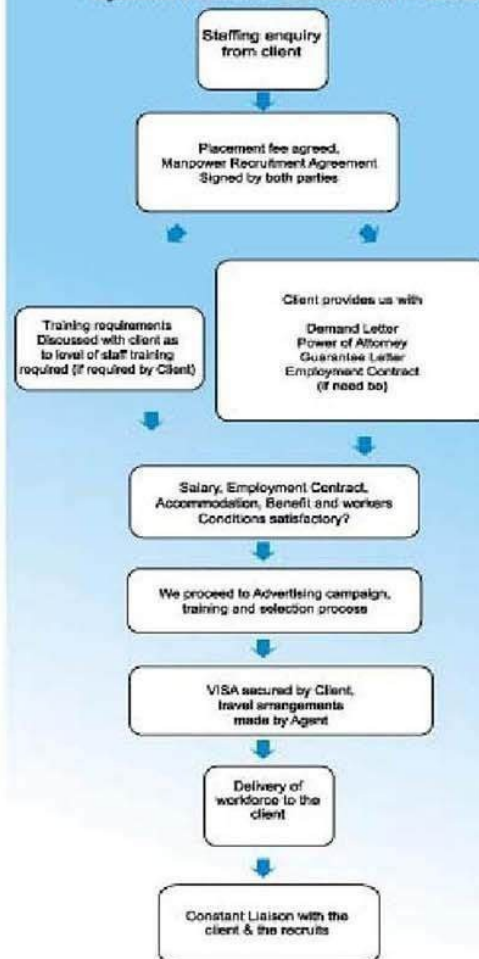 Staffing enquiry
from client
Placement fee agreed,
Manpower Recruitment Agreement
Signed by both parties
Training requirements
Discussed with client as
to level of staff training
required (if required by Client)
Client provides us with
Demand Letter
Power of Attorney
Guarantee Letter
Employment Contract
(if need be)
Salary, Employment Contract,
Accommodation, Benefit and workers
Conditions satisfactory?
We proceed to Advertising campaign,
training and selection process
VISA secured by Client,
travel arrangements
made by Agent
Delivery of
workforce to the
client
Constant Liaison with the
client & the recruits